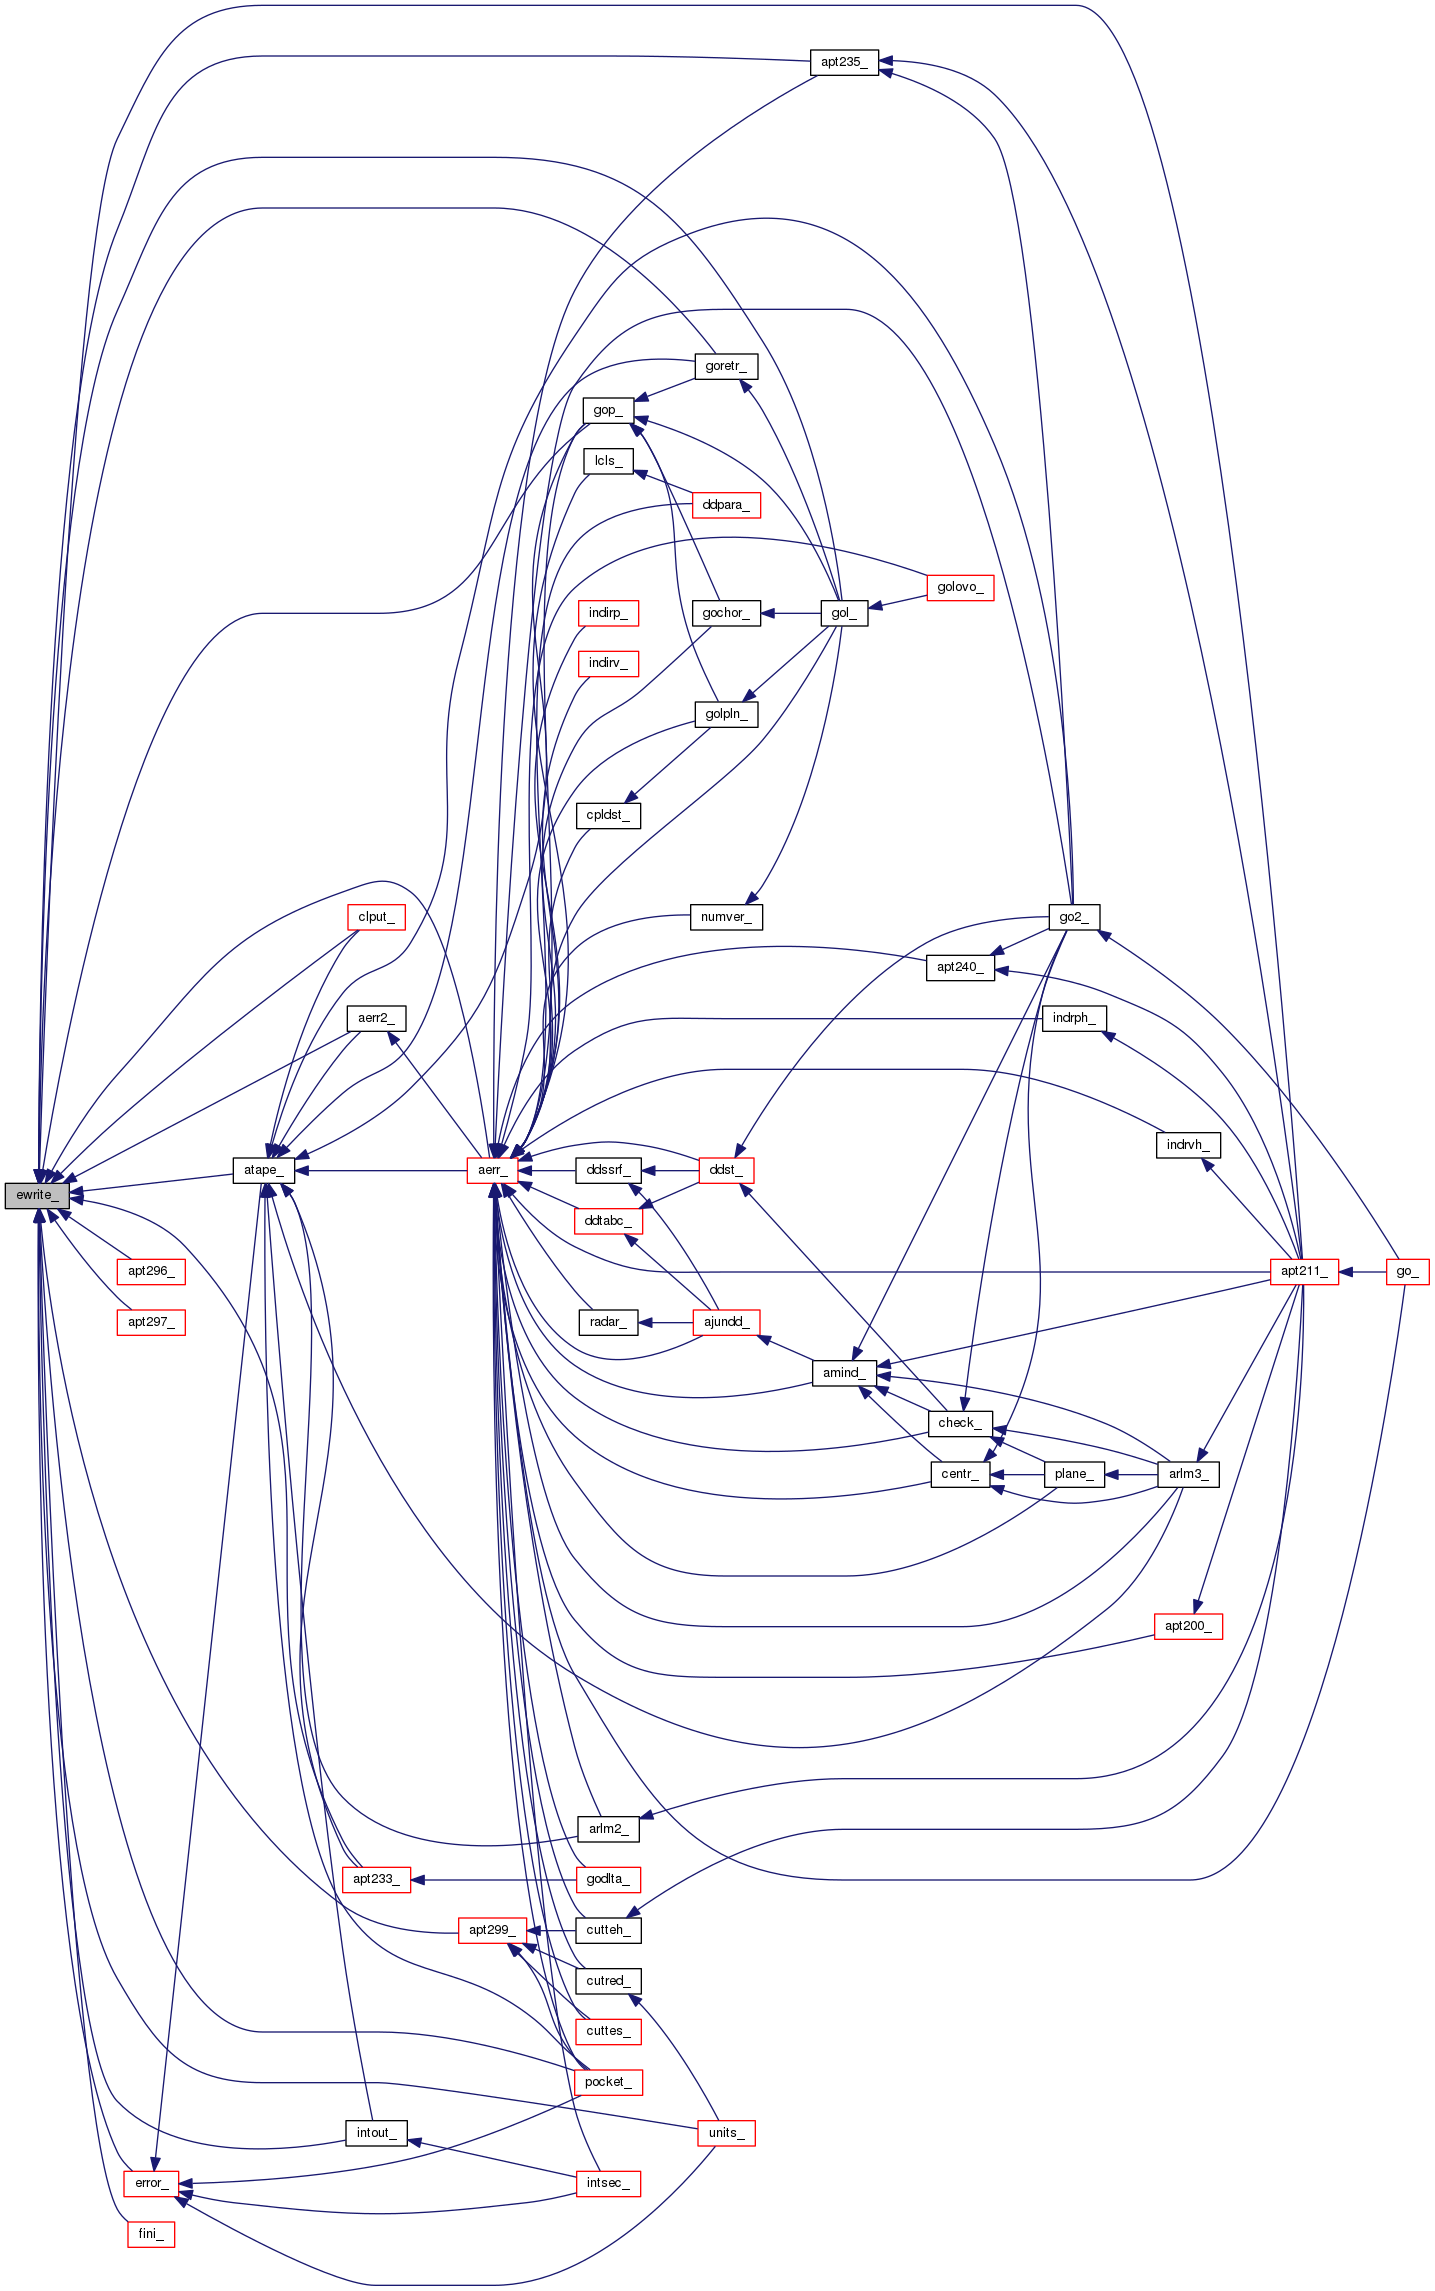 apt235_
goretr_
gop_
lcls_
ddpara_
golovo_
indirp_
gochor_
gol_
indirv_
golpln_
cpldst_
clput_
numver_
go2_
apt240_
aerr2_
indrph_
indrvh_
atape_
aerr_
ddssrf_
ddst_
ewrite_
ddtabc_
apt296_
apt211_
go_
apt297_
radar_
ajundd_
amind_
check_
centr_
plane_
arlm3_
apt200_
arlm2_
apt233_
godlta_
apt299_
cutteh_
cutred_
cuttes_
pocket_
intout_
units_
error_
intsec_
fini_